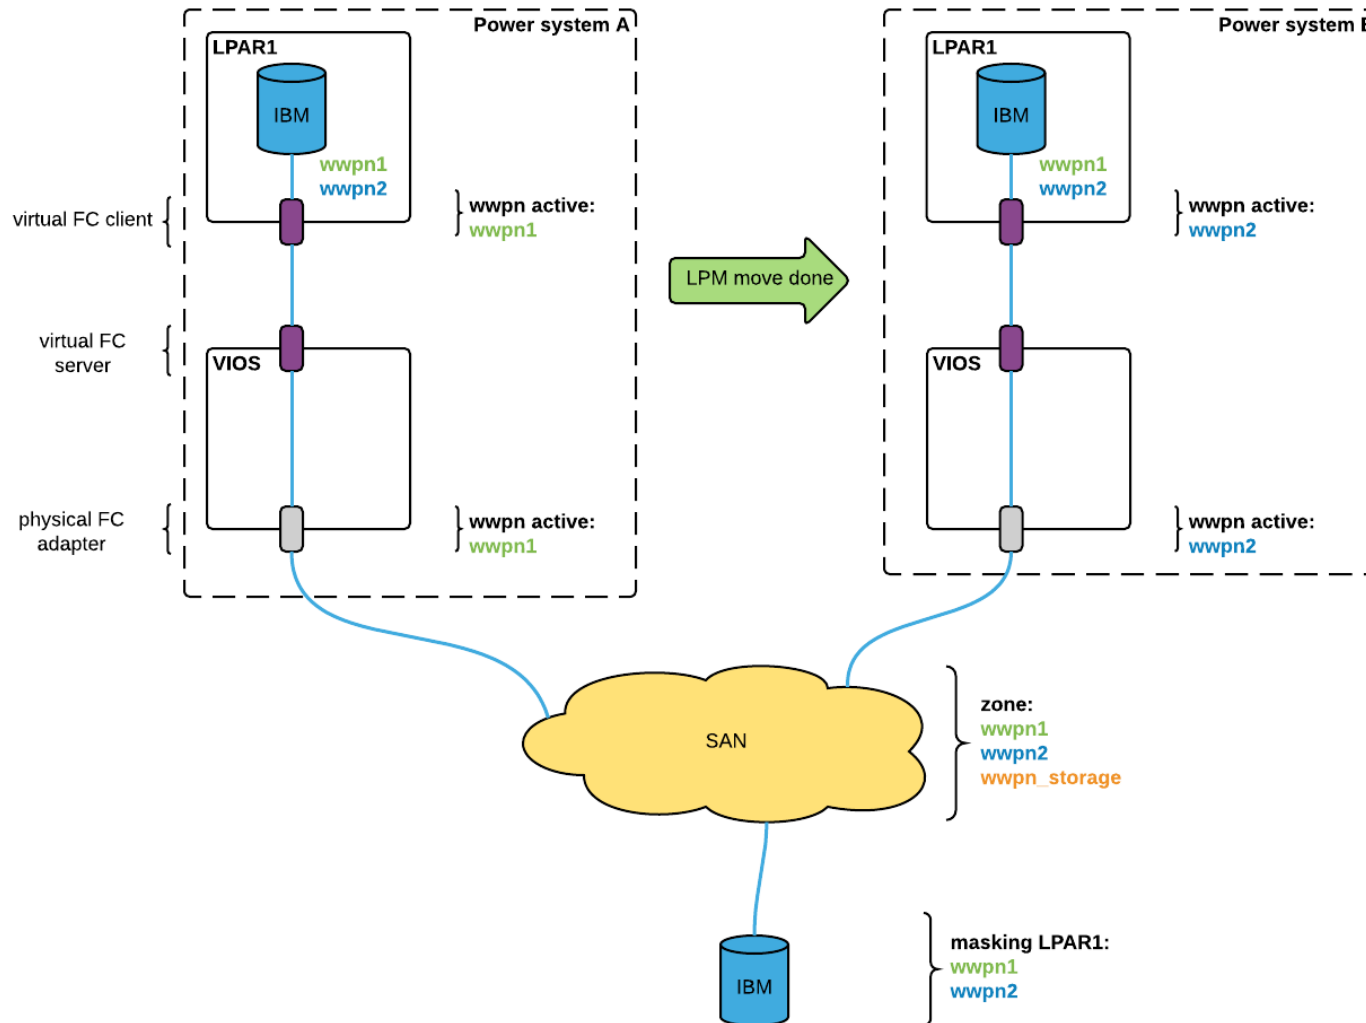 Power system A
LPAR1
IBM
wwpn1
wwpn2
virtual FC client
wwpn active:
wwpn1
virtual FC
server
VIOS
physical FC
adapter
wwpn active:
wwpn1
LPM move done
Power system
LPAR1
IBM
wwpn1
wwpn2
wwpn active:
wwpn2
VIOS
wwpn active:
wwpn2
SAN
zone:
wwpn1
wwpn2
wwpn_storage
IBM
masking LPAR1:
wwpn1
wwpn2